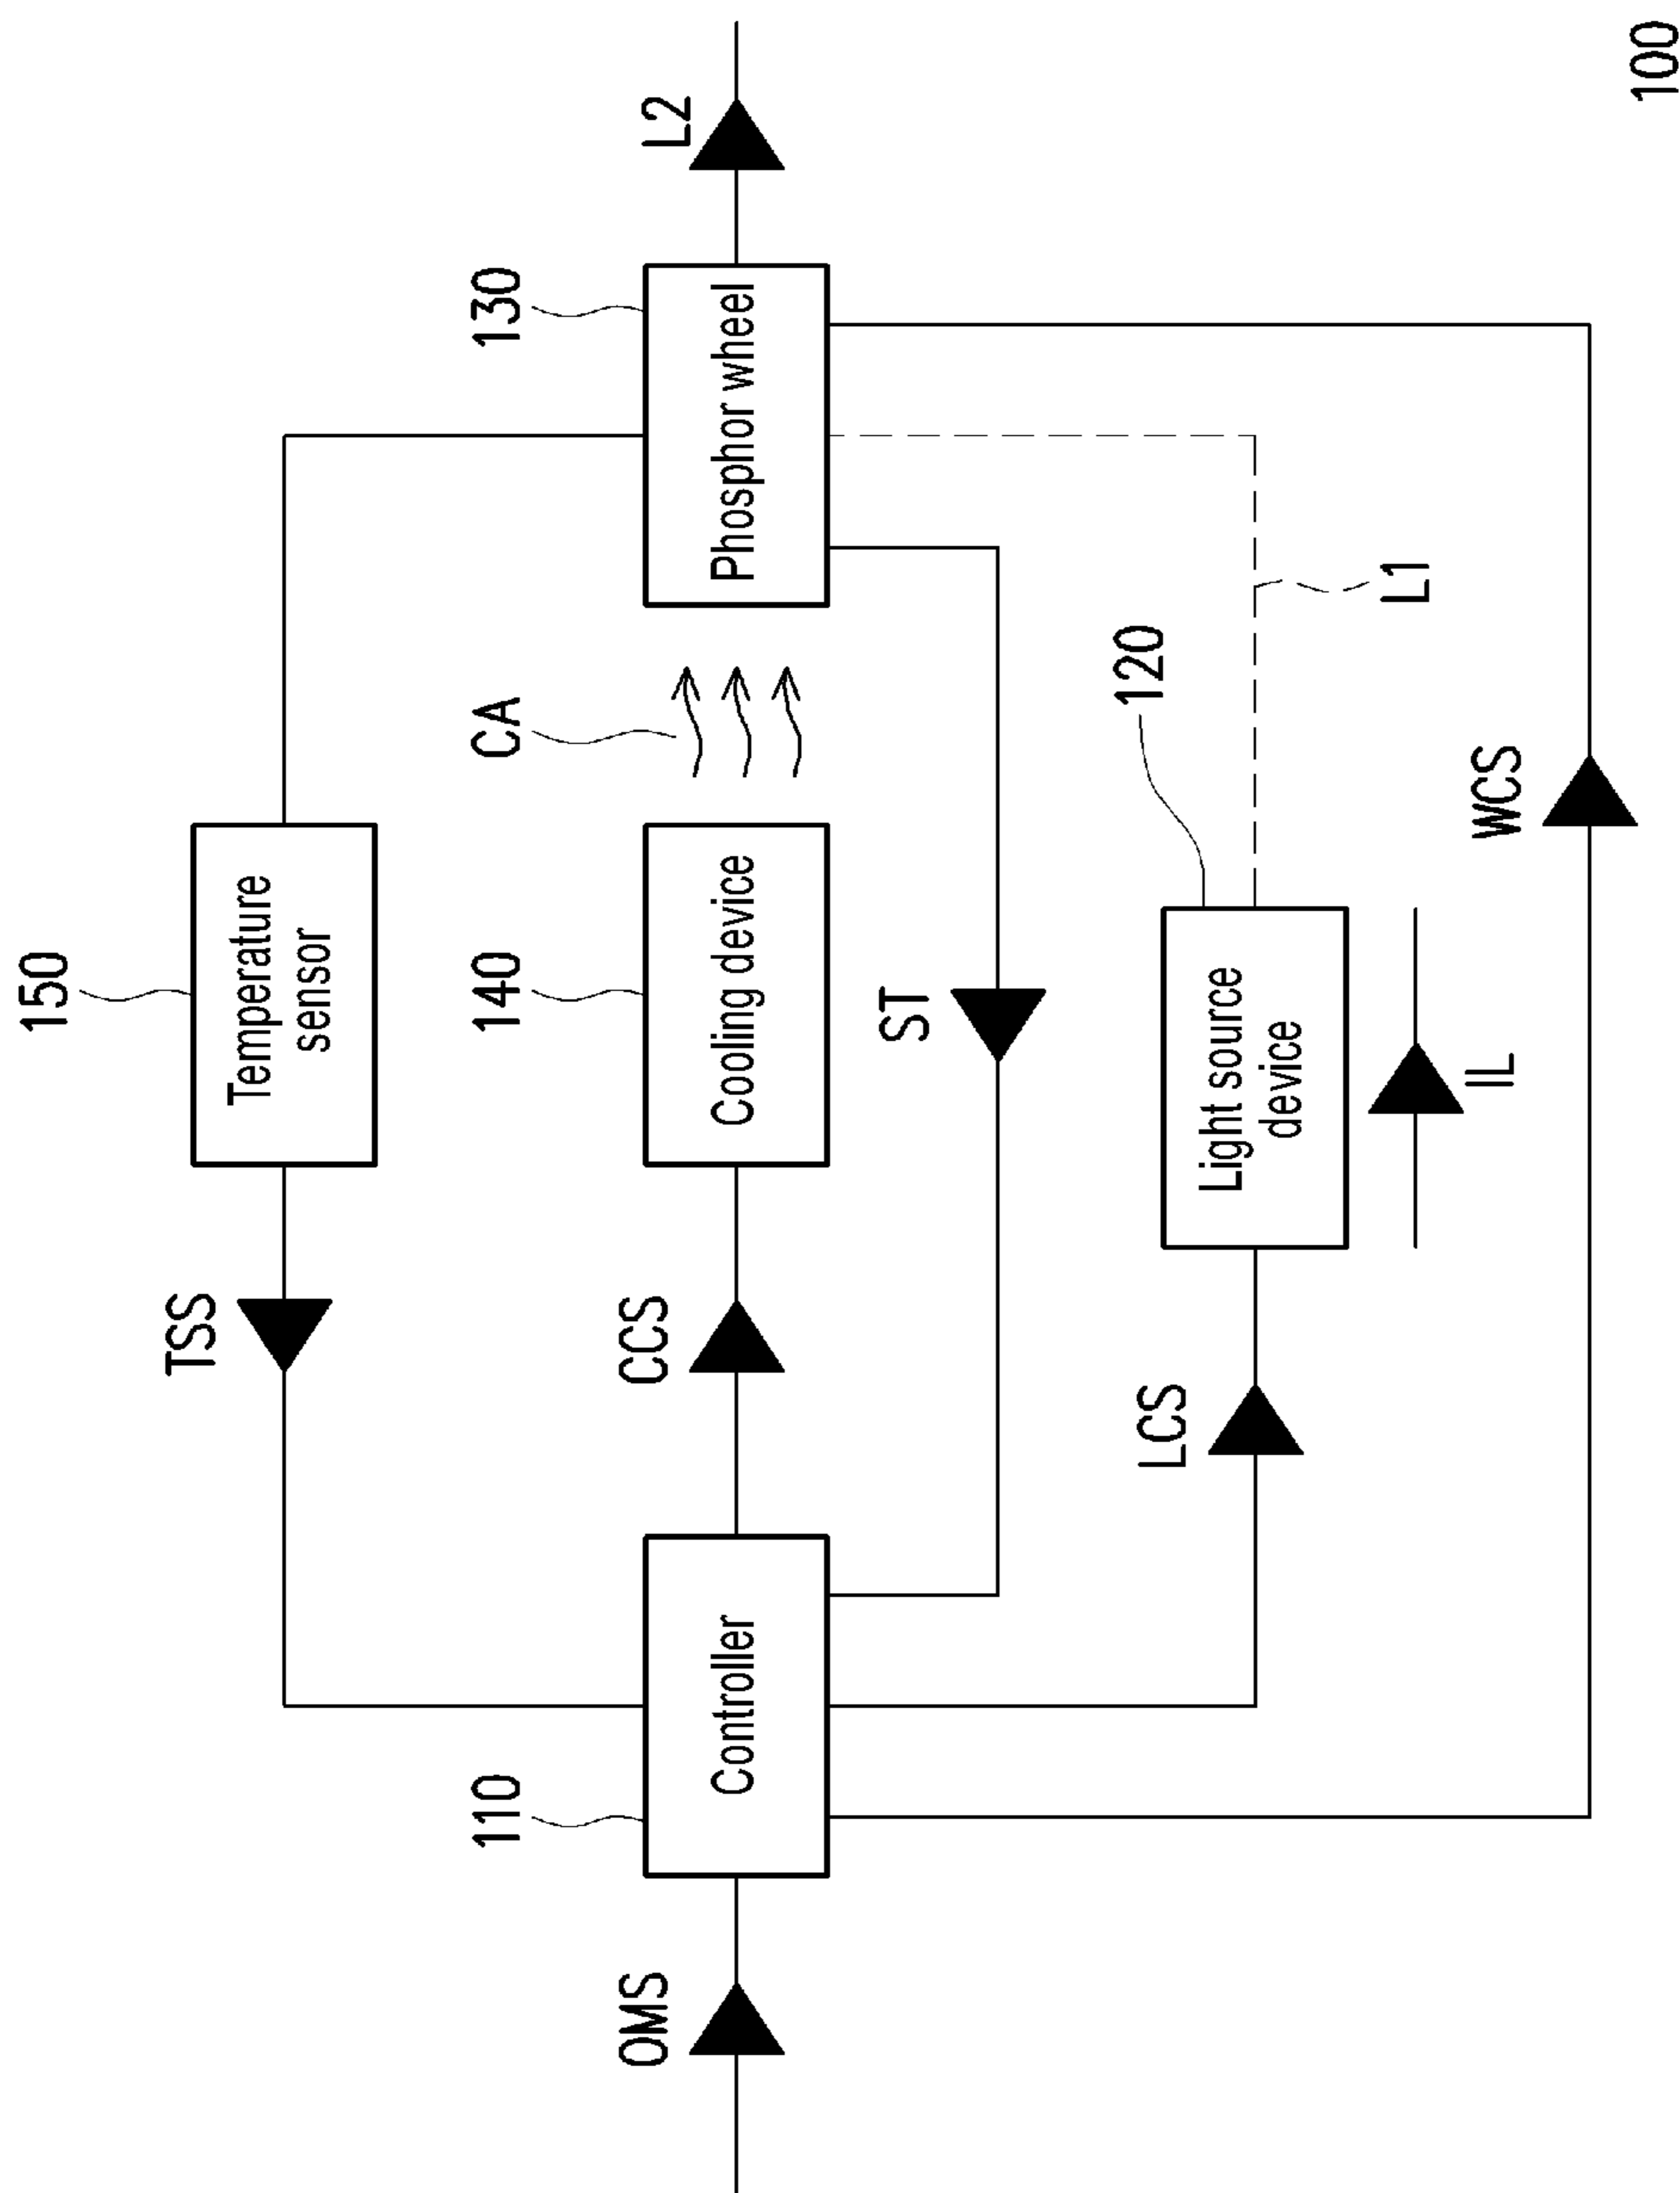 150
Temperature
sensor
TSS
110
Controller
OMS
CCS
140
Cooling device
CA
130
Phosphor wheel
L2
ST
120
Light source
device
LCS
L1
IL
WCS
100